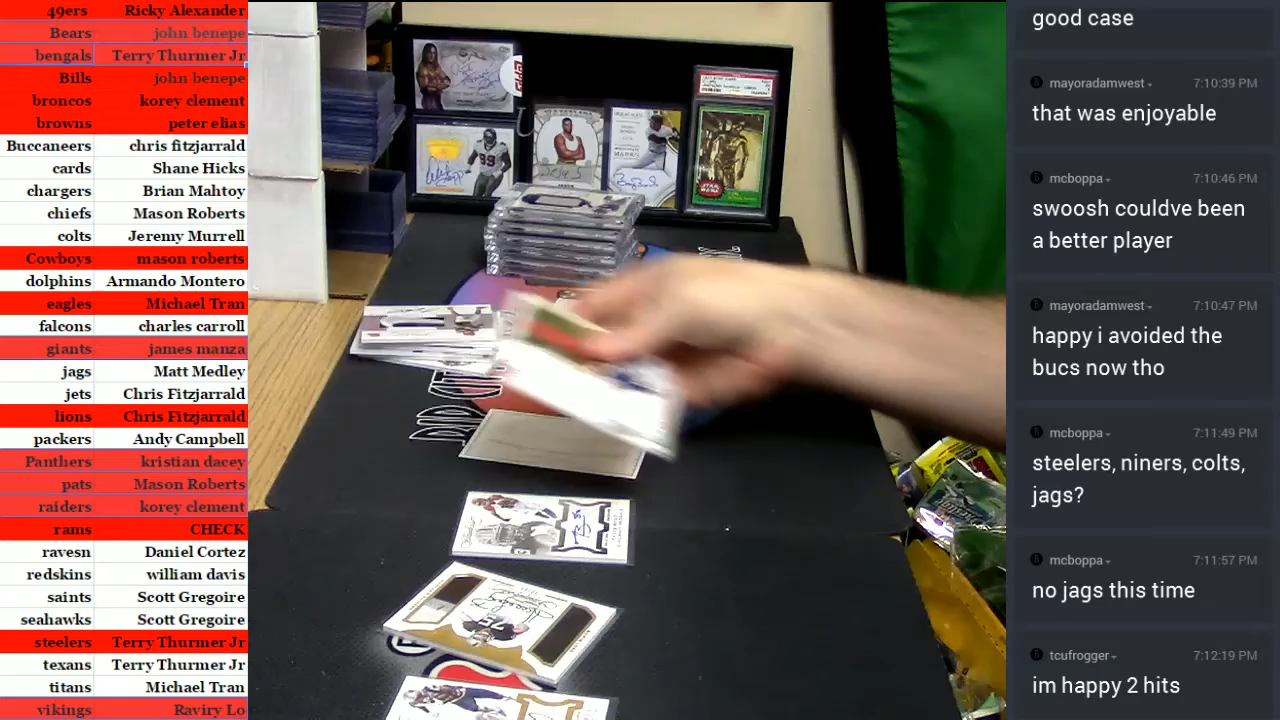 49ers Ricky Alexander
Bears john benepe
bengals Terry Thurmer Jr
Bills john benepe
broncos korey clement
browns peter elias
Buccaneers chris fitzjarrald
cards Shane Hicks
chargers Brian Mahtoy
chiefs Mason Roberts
colts Jeremy Murrell
Cowboys mason roberts
dolphins Armando Montero
eagles Michael Tran
falcons charles carroll
giants james manza
jags Matt Medley
jets Chris Fitzjarrald
lions Chris Fitzjarrald
packers Andy Campbell
Panthers kristian dacey
pats Mason Roberts
raiders korey clement
rams CHECK
ravesn Daniel Cortez
redskins william davis
saints Scott Gregoire
seahawks Scott Gregoire
steelers Terry Thurmer Jr
texans Terry Thurmer Jr
titans Michael Tran
vikings Raviry Lo
99
STAR
WARS
75
good case
mayoradamwest 7:10:39 PM
that was enjoyable
mcboppa 7:10:46 PM
swoosh couldve been
a better player
mayoradamwest 7:10:47 PM
happy i avoided the
bucs now tho
mcboppa 7:11:49 PM
steelers, niners, colts,
jags?
mcboppa 7:11:57 PM
no jags this time
tcufrogger 7:12:19 PM
im happy 2 hits